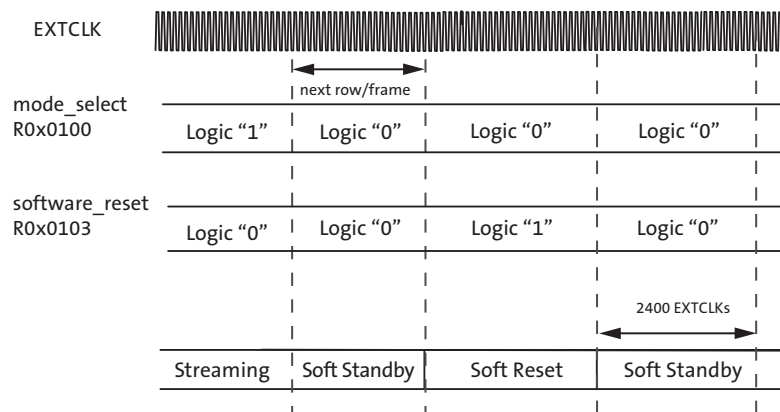 EXTCLK
next row/frame
mode_select
R0x0100
Logic “1” Logic “0” Logic “0” Logic “0”
software_reset
R0x0103
Logic “0” Logic “0” Logic “1” Logic “0”
2400 EXTCLKs
Streaming Soft Standby Soft Reset Soft Standby